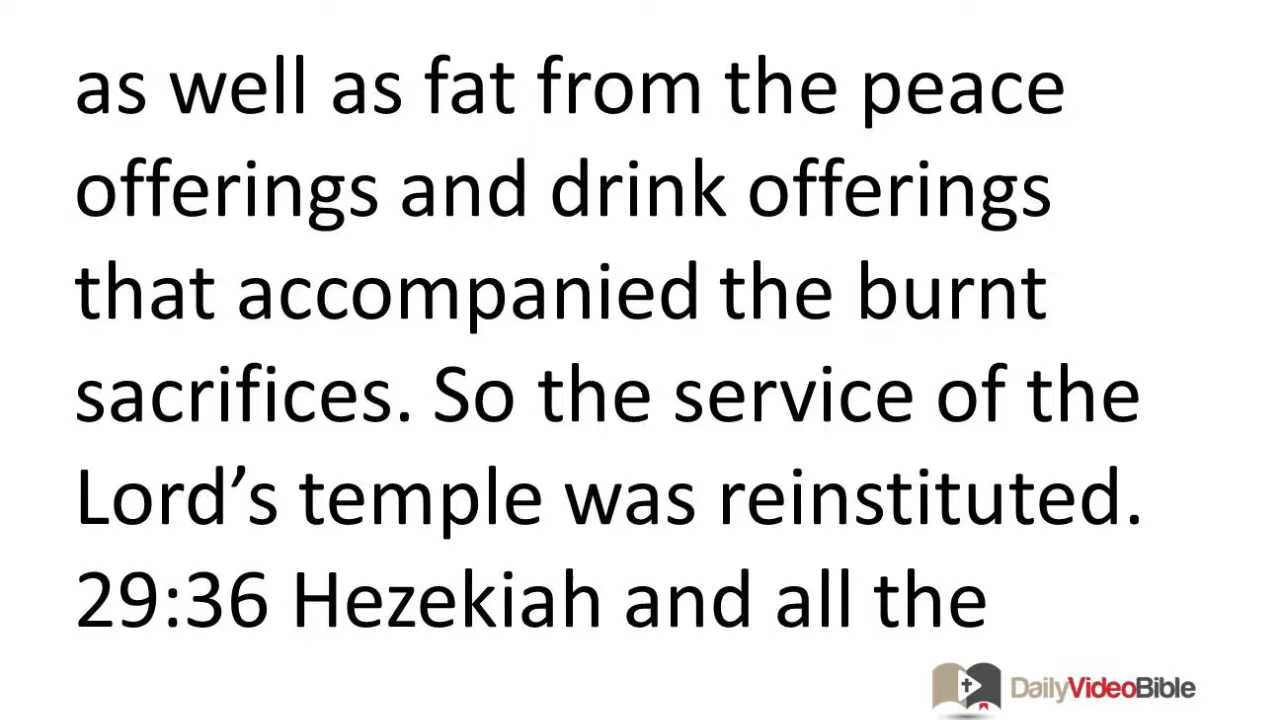 as well as fat from the peace
offerings and drink offerings
that accompanied the burnt
sacrifices. So the service of the
Lord’s temple was reinstituted.
29:36 Hezekiah and all the
DailyVideoBible